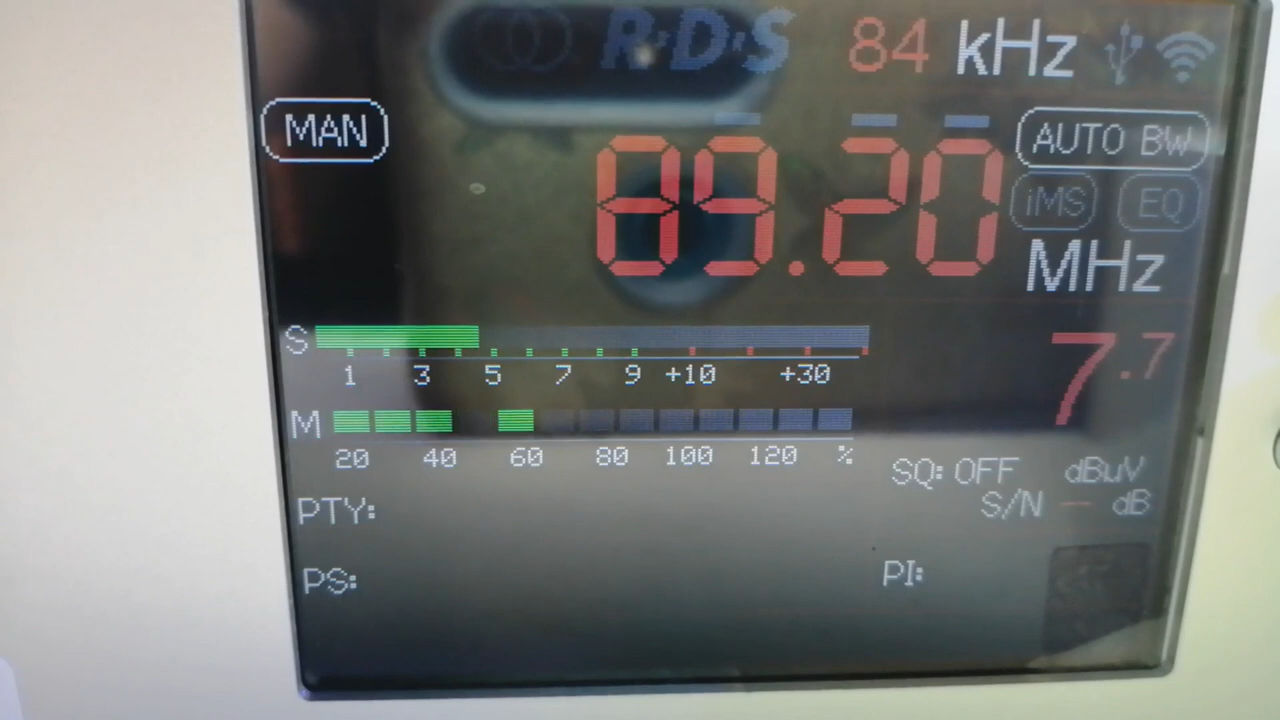 R·D·S 84 kHz
MAN
AUTO BW
89.20
iMS EQ
MHz
S
1 3 5 7 9 +10 +30
7.7
M
20 40 60 80 100 120 %
SQ: OFF dBuV
S/N - dB
PTY:
PS: PI: